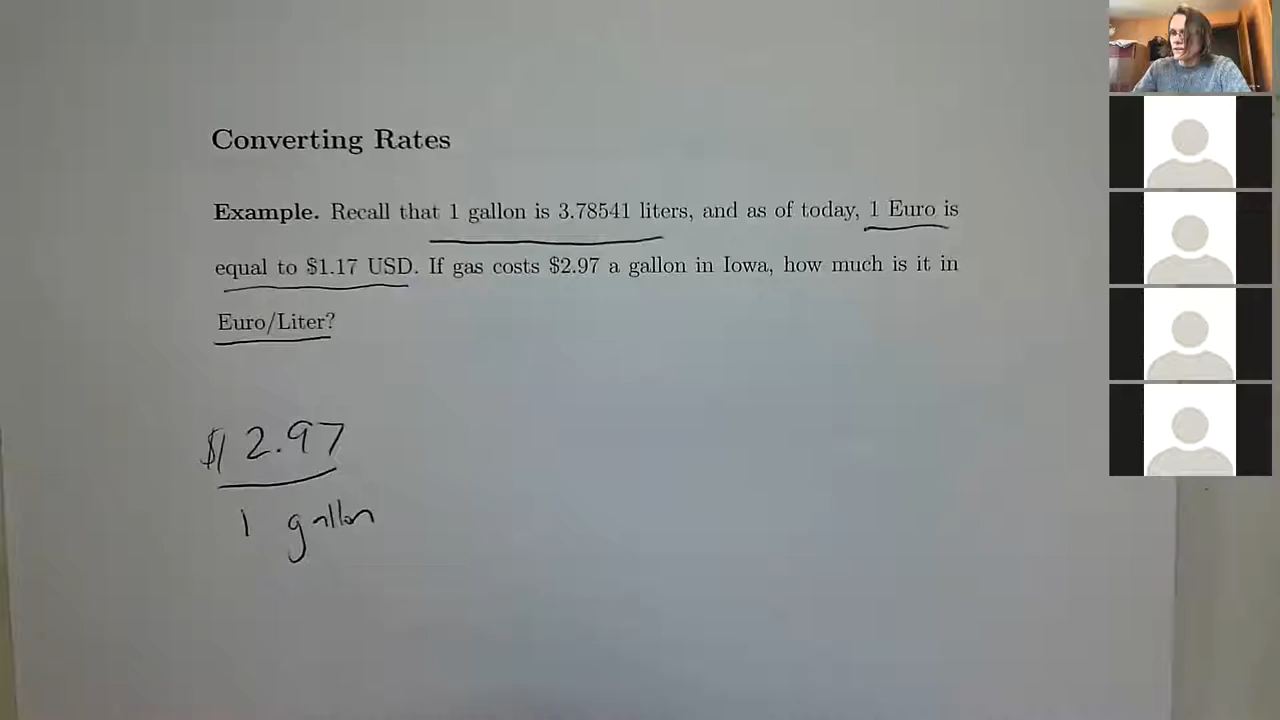 Converting Rates
Example. Recall that 1 gallon is 3.78541 liters, and as of today, 1 Euro is
equal to $1.17 USD. If gas costs $2.97 a gallon in Iowa, how much is it in
Euro/Liter?
$ 2.97
1 gallon